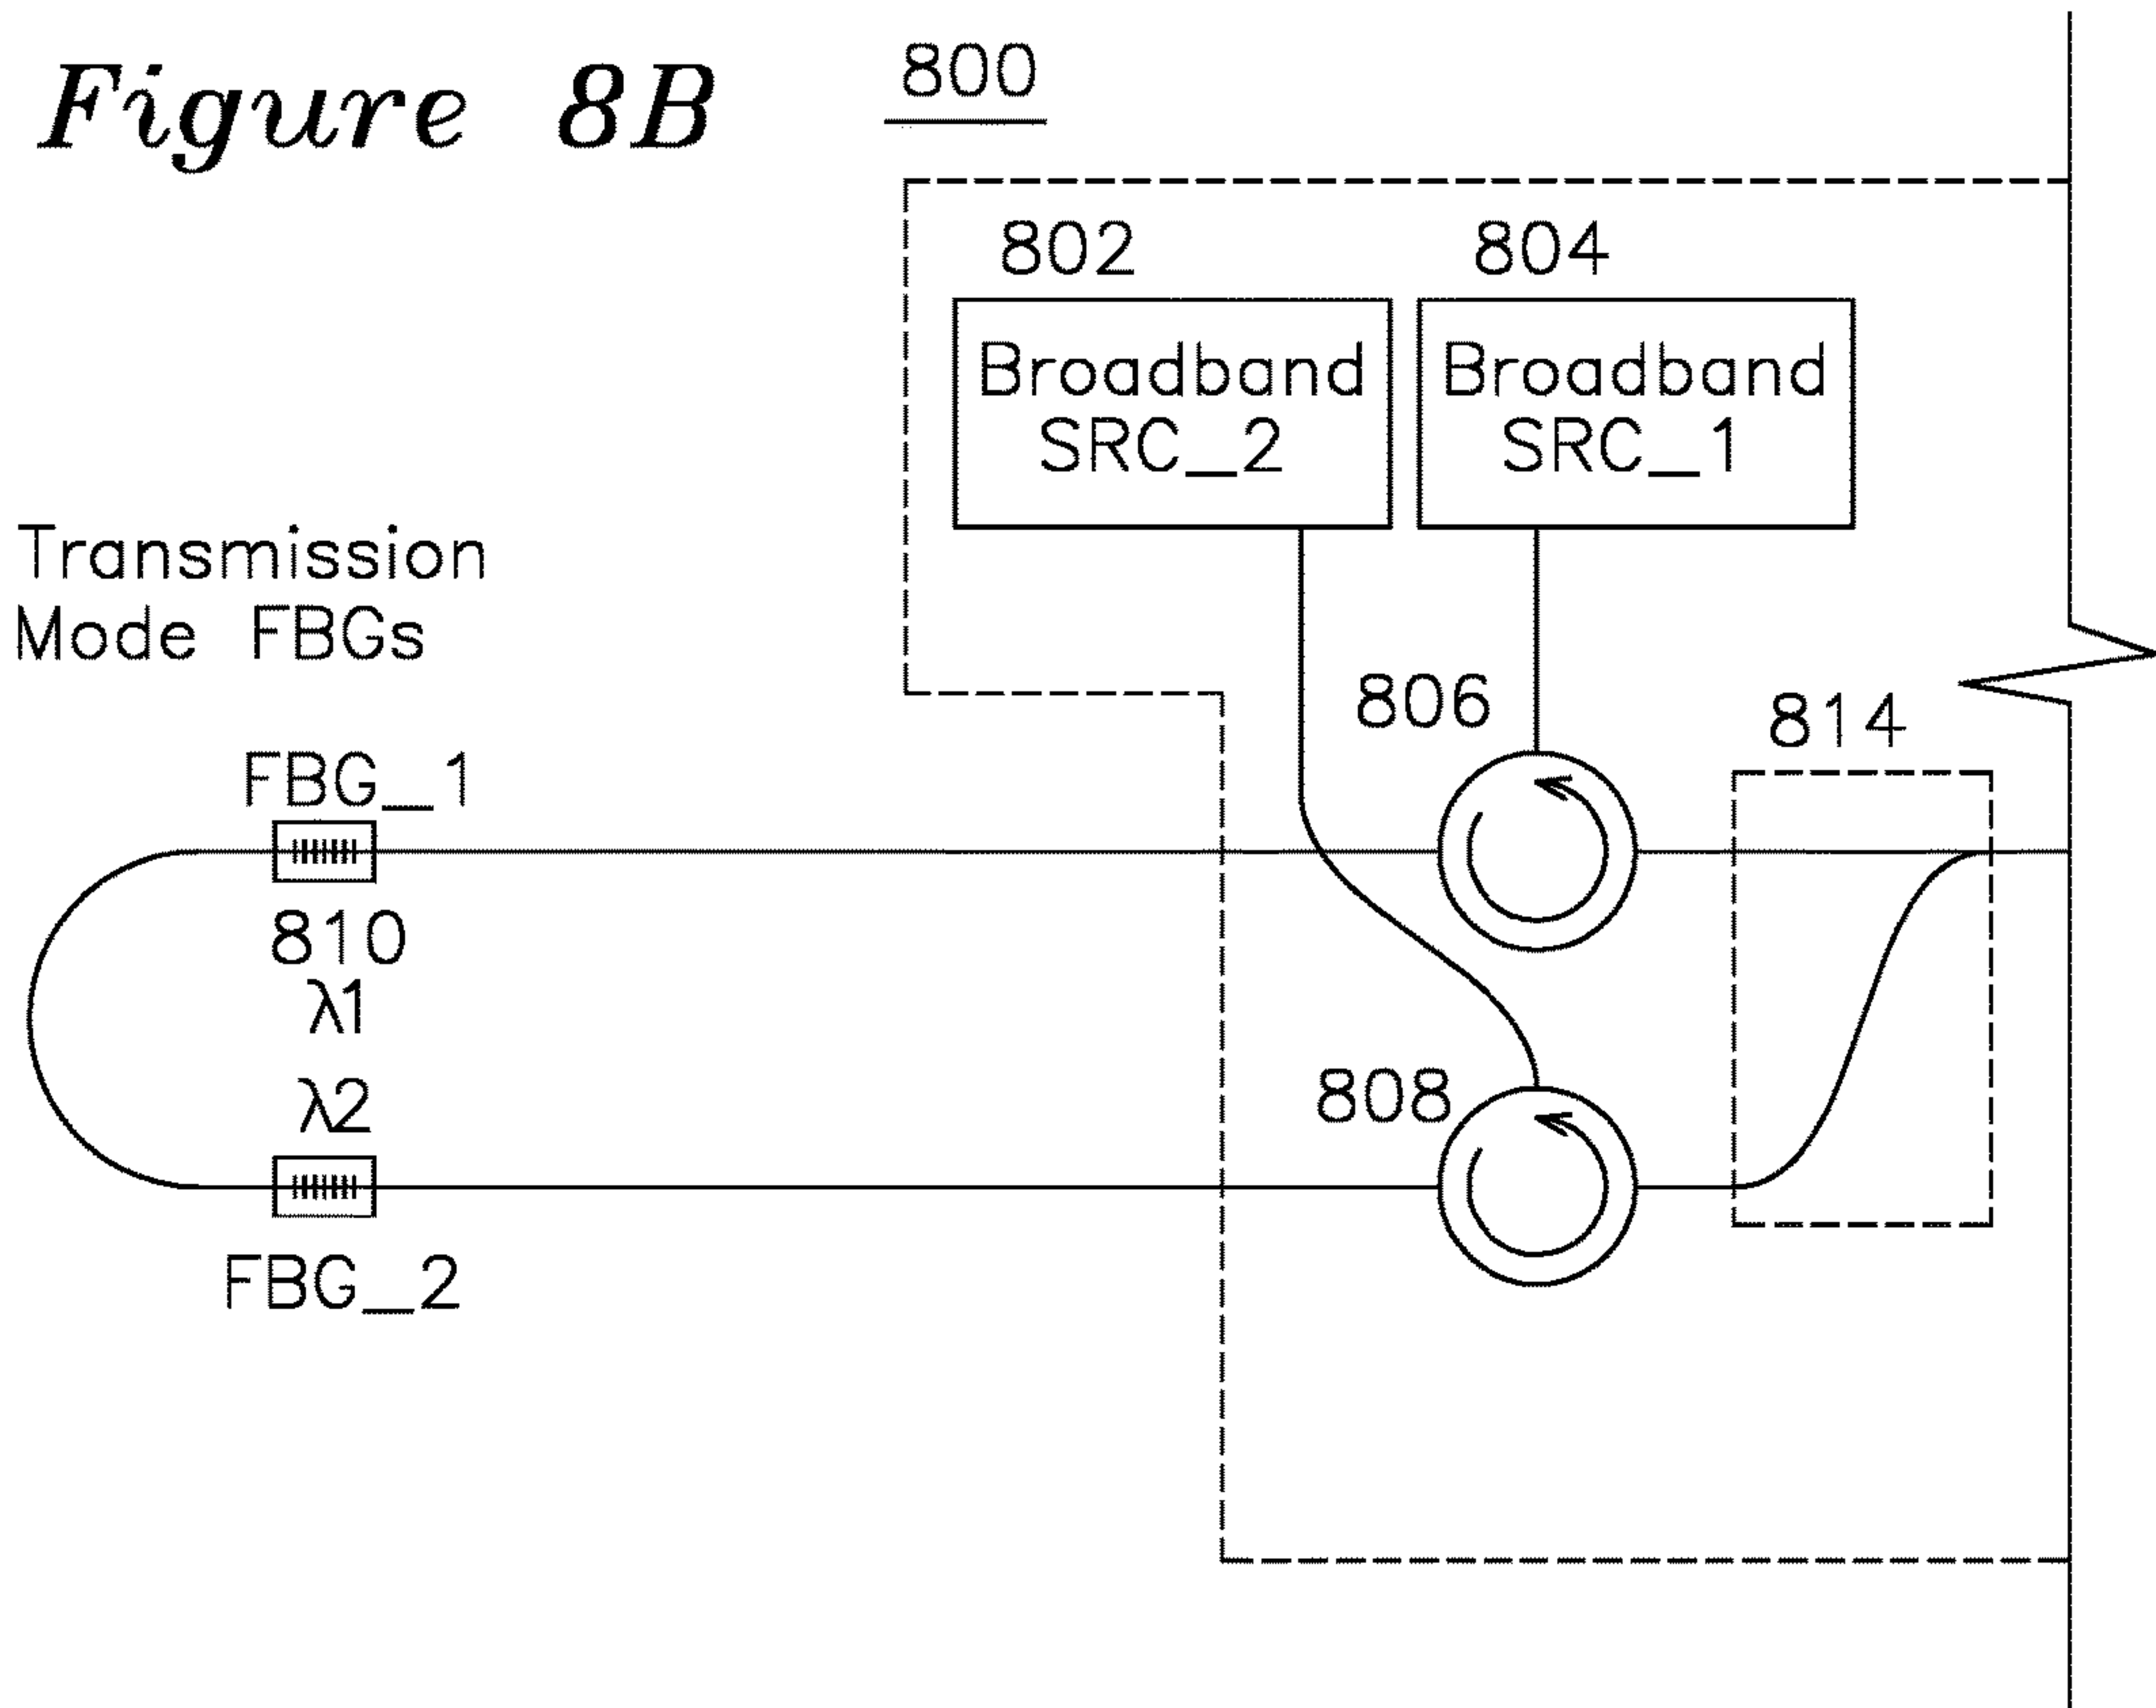 Figure 8B
800
802
804
Broadband
SRC_2
Broadband
SRC_1
Transmission
Mode FBGs
806
814
FBG_1
810
λ1
λ2
808
FBG_2